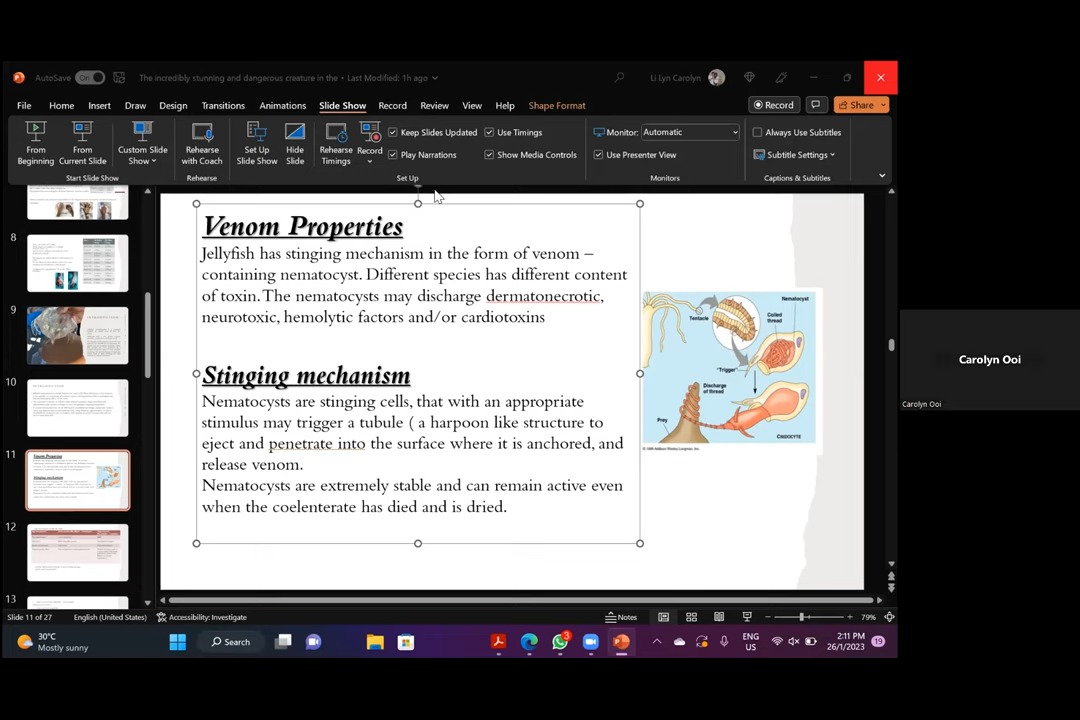 AutoSave On The incredibly stunning and dangerous creature in the • Last Modified: 1h ago Li Lyn Carolyn
File Home Insert Draw Design Transitions Animations Slide Show Record Review View Help Shape Format Record Share
From Beginning
From Current Slide
Custom Slide Show
Rehearse with Coach
Set Up Slide Show
Hide Slide
Rehearse Timings
Record
Keep Slides Updated
Play Narrations
Use Timings
Show Media Controls
Monitor: Automatic
Use Presenter View
Always Use Subtitles
Subtitle Settings
Start Slide Show Rehearse Set Up Monitors Captions & Subtitles
8
9
10
11
12
13
Venom Properties
Jellyfish has stinging mechanism in the form of venom –
containing nematocyst. Different species has different content
of toxin. The nematocysts may discharge dermatonecrotic,
neurotoxic, hemolytic factors and/or cardiotoxins
Stinging mechanism
Nematocysts are stinging cells, that with an appropriate
stimulus may trigger a tubule ( a harpoon like structure to
eject and penetrate into the surface where it is anchored, and
release venom.
Nematocysts are extremely stable and can remain active even
when the coelenterate has died and is dried.
Nematocyst
Tentacle
Coiled
thread
"Trigger"
Discharge
of thread
Prey
CNIDOCYTE
Carolyn Ooi
Carolyn Ooi
Slide 11 of 27 English (United States) Accessibility: Investigate Notes 79%
30°C
Mostly sunny
Search
3
ENG
US
2:11 PM
26/1/2023
19